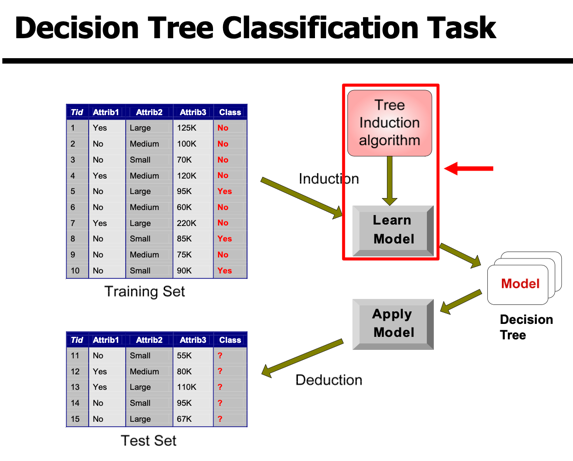 Decision Tree Classification Task
Tid Attrib1 Attrib2 Attrib3 Class
1 Yes Large 125K No
2 No Medium 100K No
3 No Small 70K No
4 Yes Medium 120K No
5 No Large 95K Yes
6 No Medium 60K No
7 Yes Large 220K No
8 No Small 85K Yes
9 No Medium 75K No
10 No Small 90K Yes
Training Set
Tree
Induction
algorithm
Induction
Learn
Model
Model
Decision
Tree
Apply
Model
Deduction
Tid Attrib1 Attrib2 Attrib3 Class
11 No Small 55K ?
12 Yes Medium 80K ?
13 Yes Large 110K ?
14 No Small 95K ?
15 No Large 67K ?
Test Set